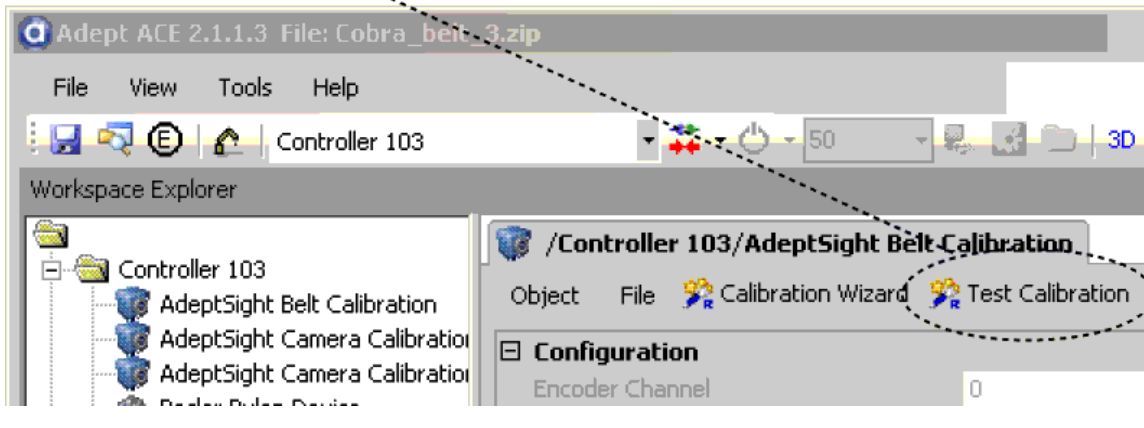 Adept ACE 2.1.1.3 File: Cobra_belt_3.zip
File View Tools Help
E Controller 103 50 3D
Workspace Explorer
/Controller 103/AdeptSight Belt Calibration
Controller 103
Object File Calibration Wizard Test Calibration
AdeptSight Belt Calibration
AdeptSight Camera Calibration
Configuration
AdeptSight Camera Calibration
Encoder Channel 0